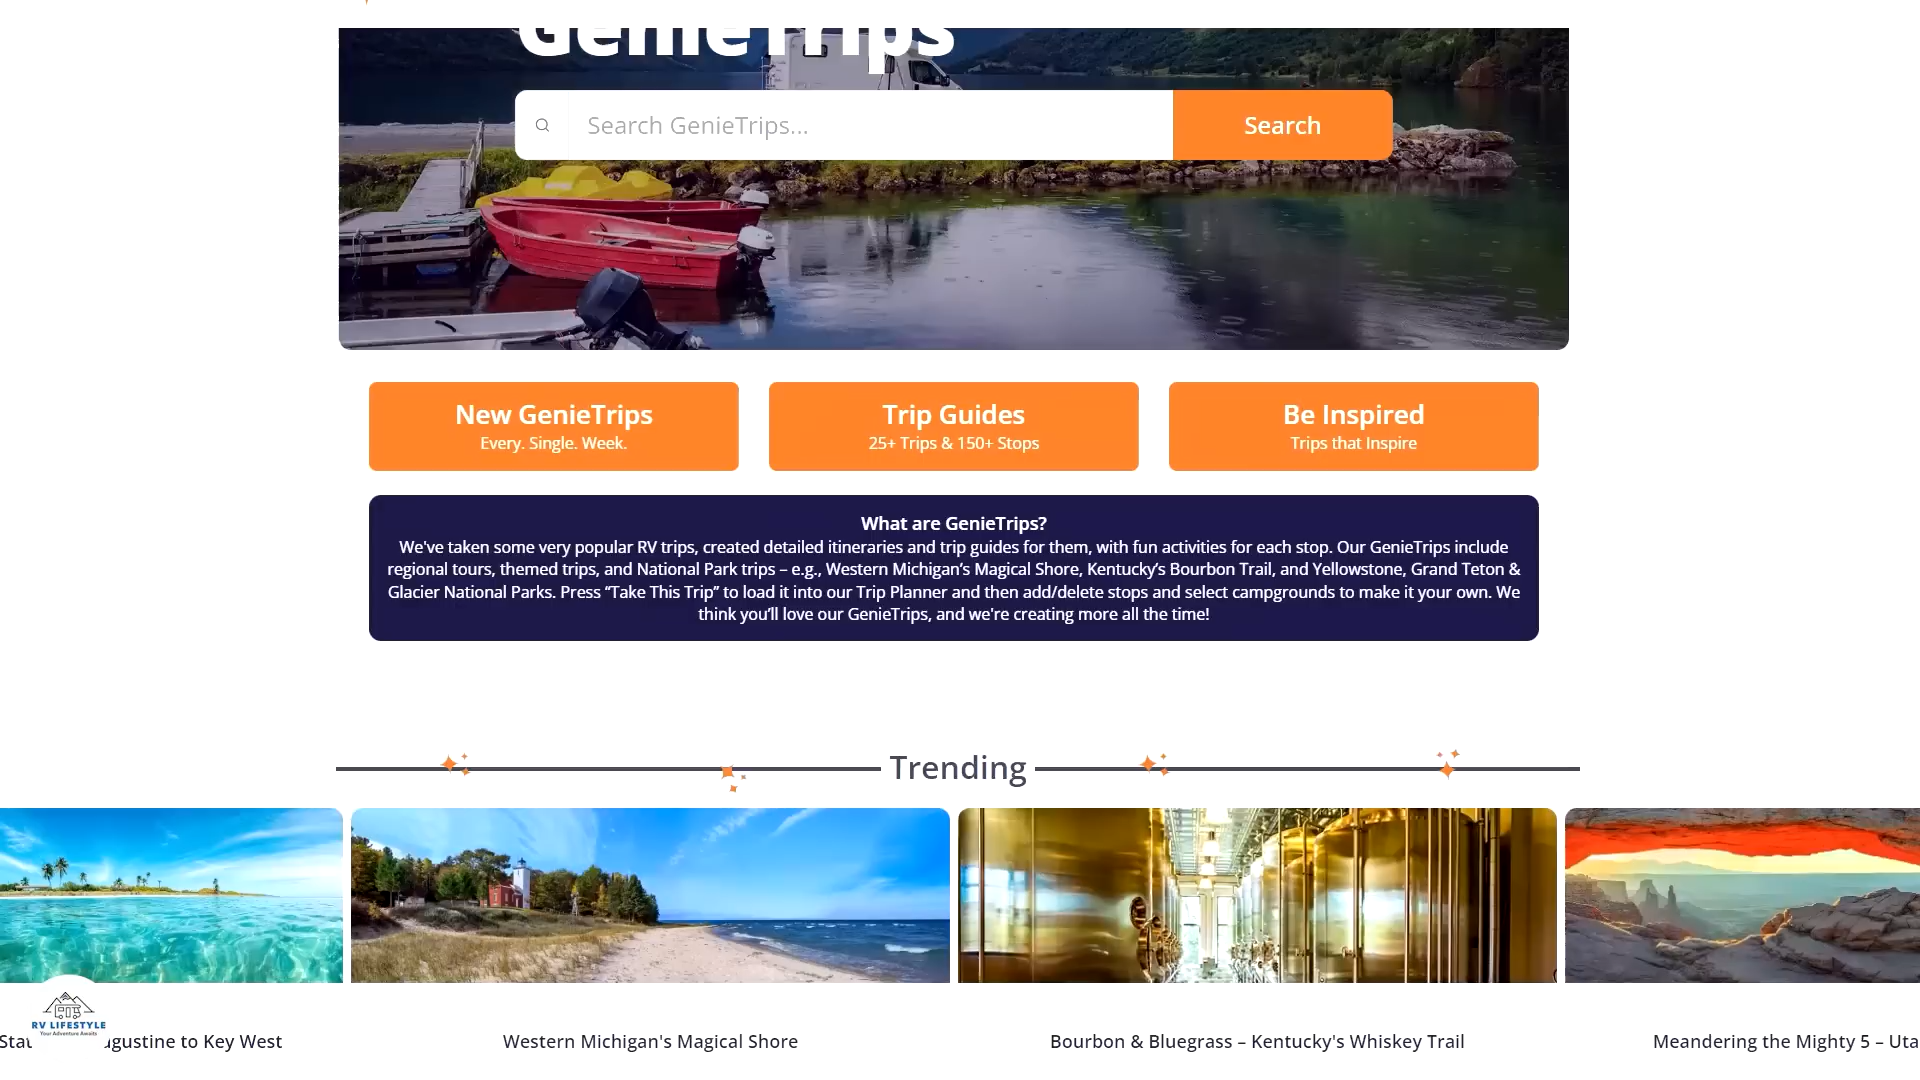 GenieTrips
Search GenieTrips...
Search
New GenieTrips
Every. Single. Week.
Trip Guides
25+ Trips & 150+ Stops
Be Inspired
Trips that Inspire
What are GenieTrips?
We've taken some very popular RV trips, created detailed itineraries and trip guides for them, with fun activities for each stop. Our GenieTrips include
regional tours, themed trips, and National Park trips – e.g., Western Michigan’s Magical Shore, Kentucky’s Bourbon Trail, and Yellowstone, Grand Teton &
Glacier National Parks. Press “Take This Trip” to load it into our Trip Planner and then add/delete stops and select campgrounds to make it your own. We
think you’ll love our GenieTrips, and we're creating more all the time!
Trending
RV LIFESTYLE
Your Adventure Awaits
to Key West
Western Michigan's Magical Shore
Bourbon & Bluegrass – Kentucky's Whiskey Trail
Meandering the Mighty 5 –